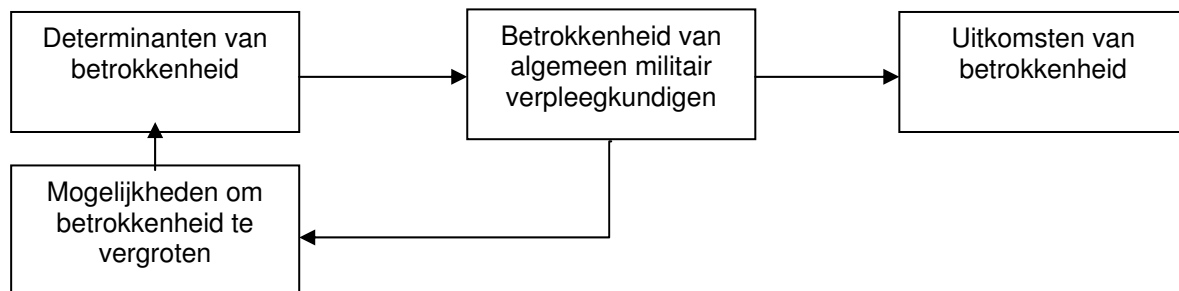 Determinanten van
betrokkenheid
Betrokkenheid van
algemeen militair
verpleegkundigen
Uitkomsten van
betrokkenheid
Mogelijkheden om
betrokkenheid te
vergroten